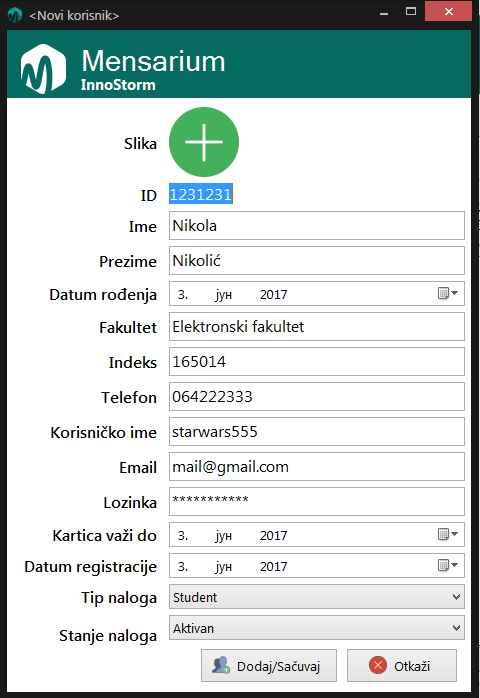 <Novi korisnik>
Mensarium
InnoStorm
Slika
ID 1231231
Ime Nikola
Prezime Nikolić
Datum rođenja 3. јун 2017
Fakultet Elektronski fakultet
Indeks 165014
Telefon 064222333
Korisničko ime starwars555
Email mail@gmail.com
Lozinka ***********
Kartica važi do 3. јун 2017
Datum registracije 3. јун 2017
Tip naloga Student
Stanje naloga Aktivan
Dodaj/Sačuvaj Otkaži